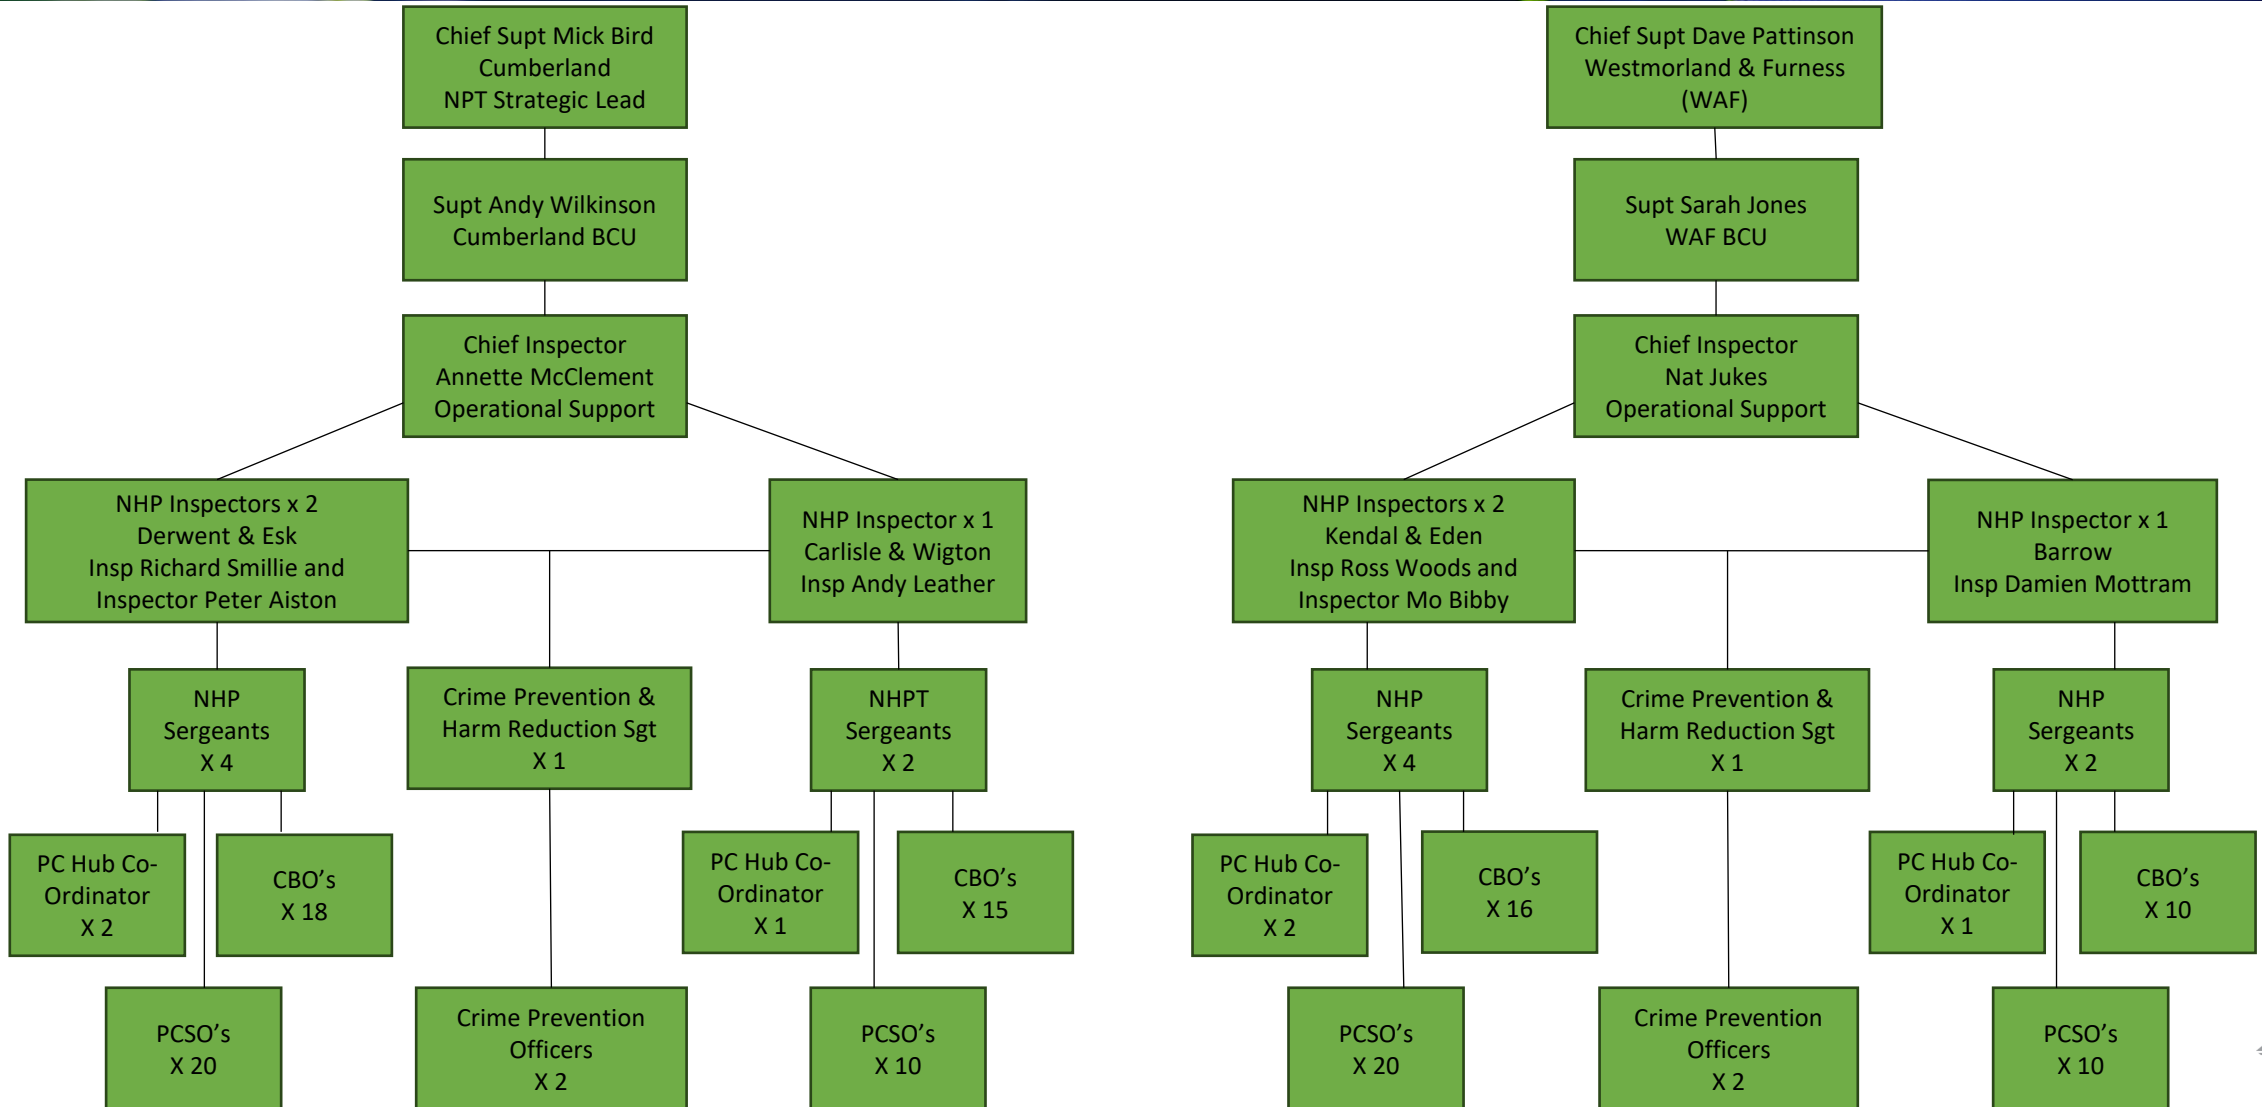 Chief Supt Mick Bird
Cumberland
NPT Strategic Lead
Chief Supt Dave Pattinson
Westmorland & Furness
(WAF)
Supt Andy Wilkinson
Cumberland BCU
Supt Sarah Jones
WAF BCU
Chief Inspector
Annette McClement
Operational Support
Chief Inspector
Nat Jukes
Operational Support
NHP Inspectors x 2
Derwent & Esk
Insp Richard Smillie and
Inspector Peter Aiston
NHP Inspector x 1
Carlisle & Wigton
Insp Andy Leather
NHP Inspectors x 2
Kendal & Eden
Insp Ross Woods and
Inspector Mo Bibby
NHP Inspector x 1
Barrow
Insp Damien Mottram
NHP
Sergeants
X 4
Crime Prevention &
Harm Reduction Sgt
X 1
NHPT
Sergeants
X 2
NHP
Sergeants
X 4
Crime Prevention &
Harm Reduction Sgt
X 1
NHP
Sergeants
X 2
PC Hub Co-
Ordinator
X 2
CBO’s
X 18
PC Hub Co-
Ordinator
X 1
CBO’s
X 15
PC Hub Co-
Ordinator
X 2
CBO’s
X 16
PC Hub Co-
Ordinator
X 1
CBO’s
X 10
PCSO’s
X 20
Crime Prevention
Officers
X 2
PCSO’s
X 10
PCSO’s
X 20
Crime Prevention
Officers
X 2
PCSO’s
X 10